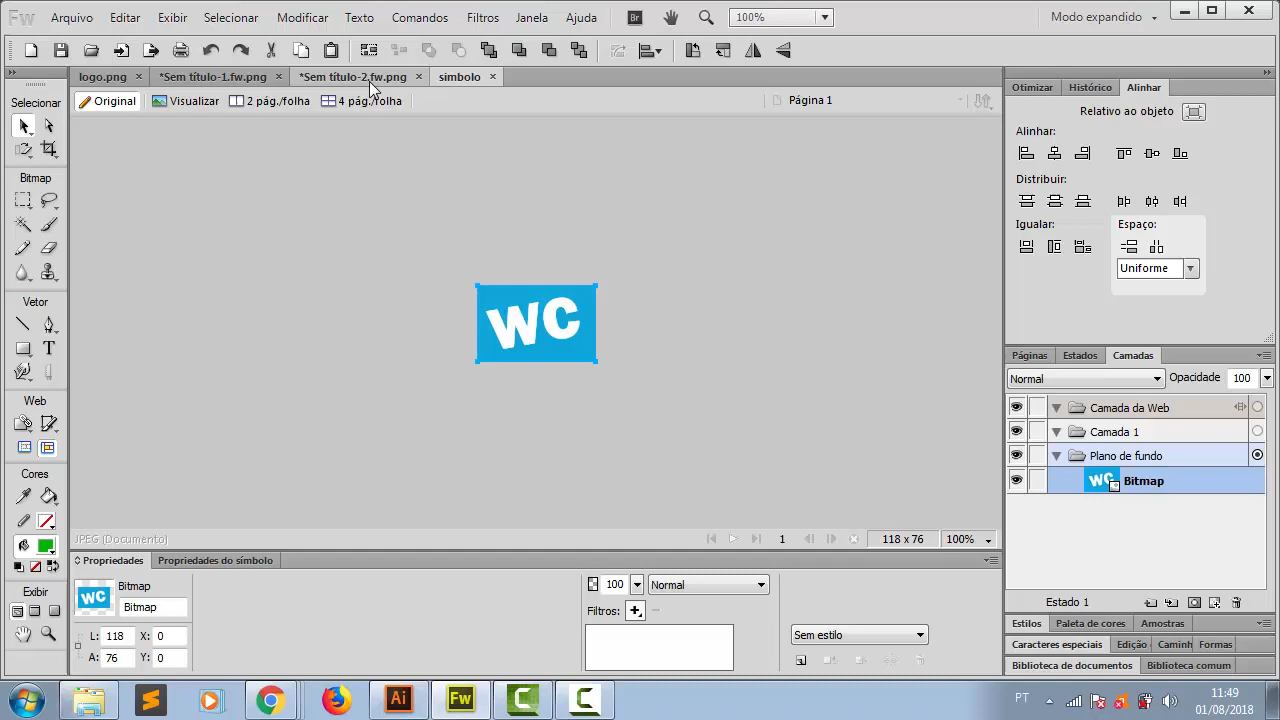 Fw Arquivo Editar Exibir Selecionar Modificar Texto Comandos Filtros Janela Ajuda Br 100% Modo expandido
logo.png *Sem título-1.fw.png *Sem título-2.fw.png simbolo
Original Visualizar 2 pág./folha 4 pág./folha Página 1
Selecionar
Bitmap
Vetor
T
Web
Cores
Exibir
WC
JPEG (Documento) 1 118 x 76 100%
Propriedades Propriedades do símbolo
Bitmap
Bitmap
L: 118 X: 0
A: 76 Y: 0
100 Normal
Filtros:
Sem estilo
Otimizar Histórico Alinhar
Relativo ao objeto
Alinhar:
Distribuir:
Igualar: Espaço:
Uniforme
Páginas Estados Camadas
Normal Opacidade 100
Camada da Web
Camada 1
Plano de fundo
WC Bitmap
Estado 1
Estilos Paleta de cores Amostras
Caracteres especiais Edição Caminh Formas
Biblioteca de documentos Biblioteca comum
Ai Fw PT 11:49
01/08/2018